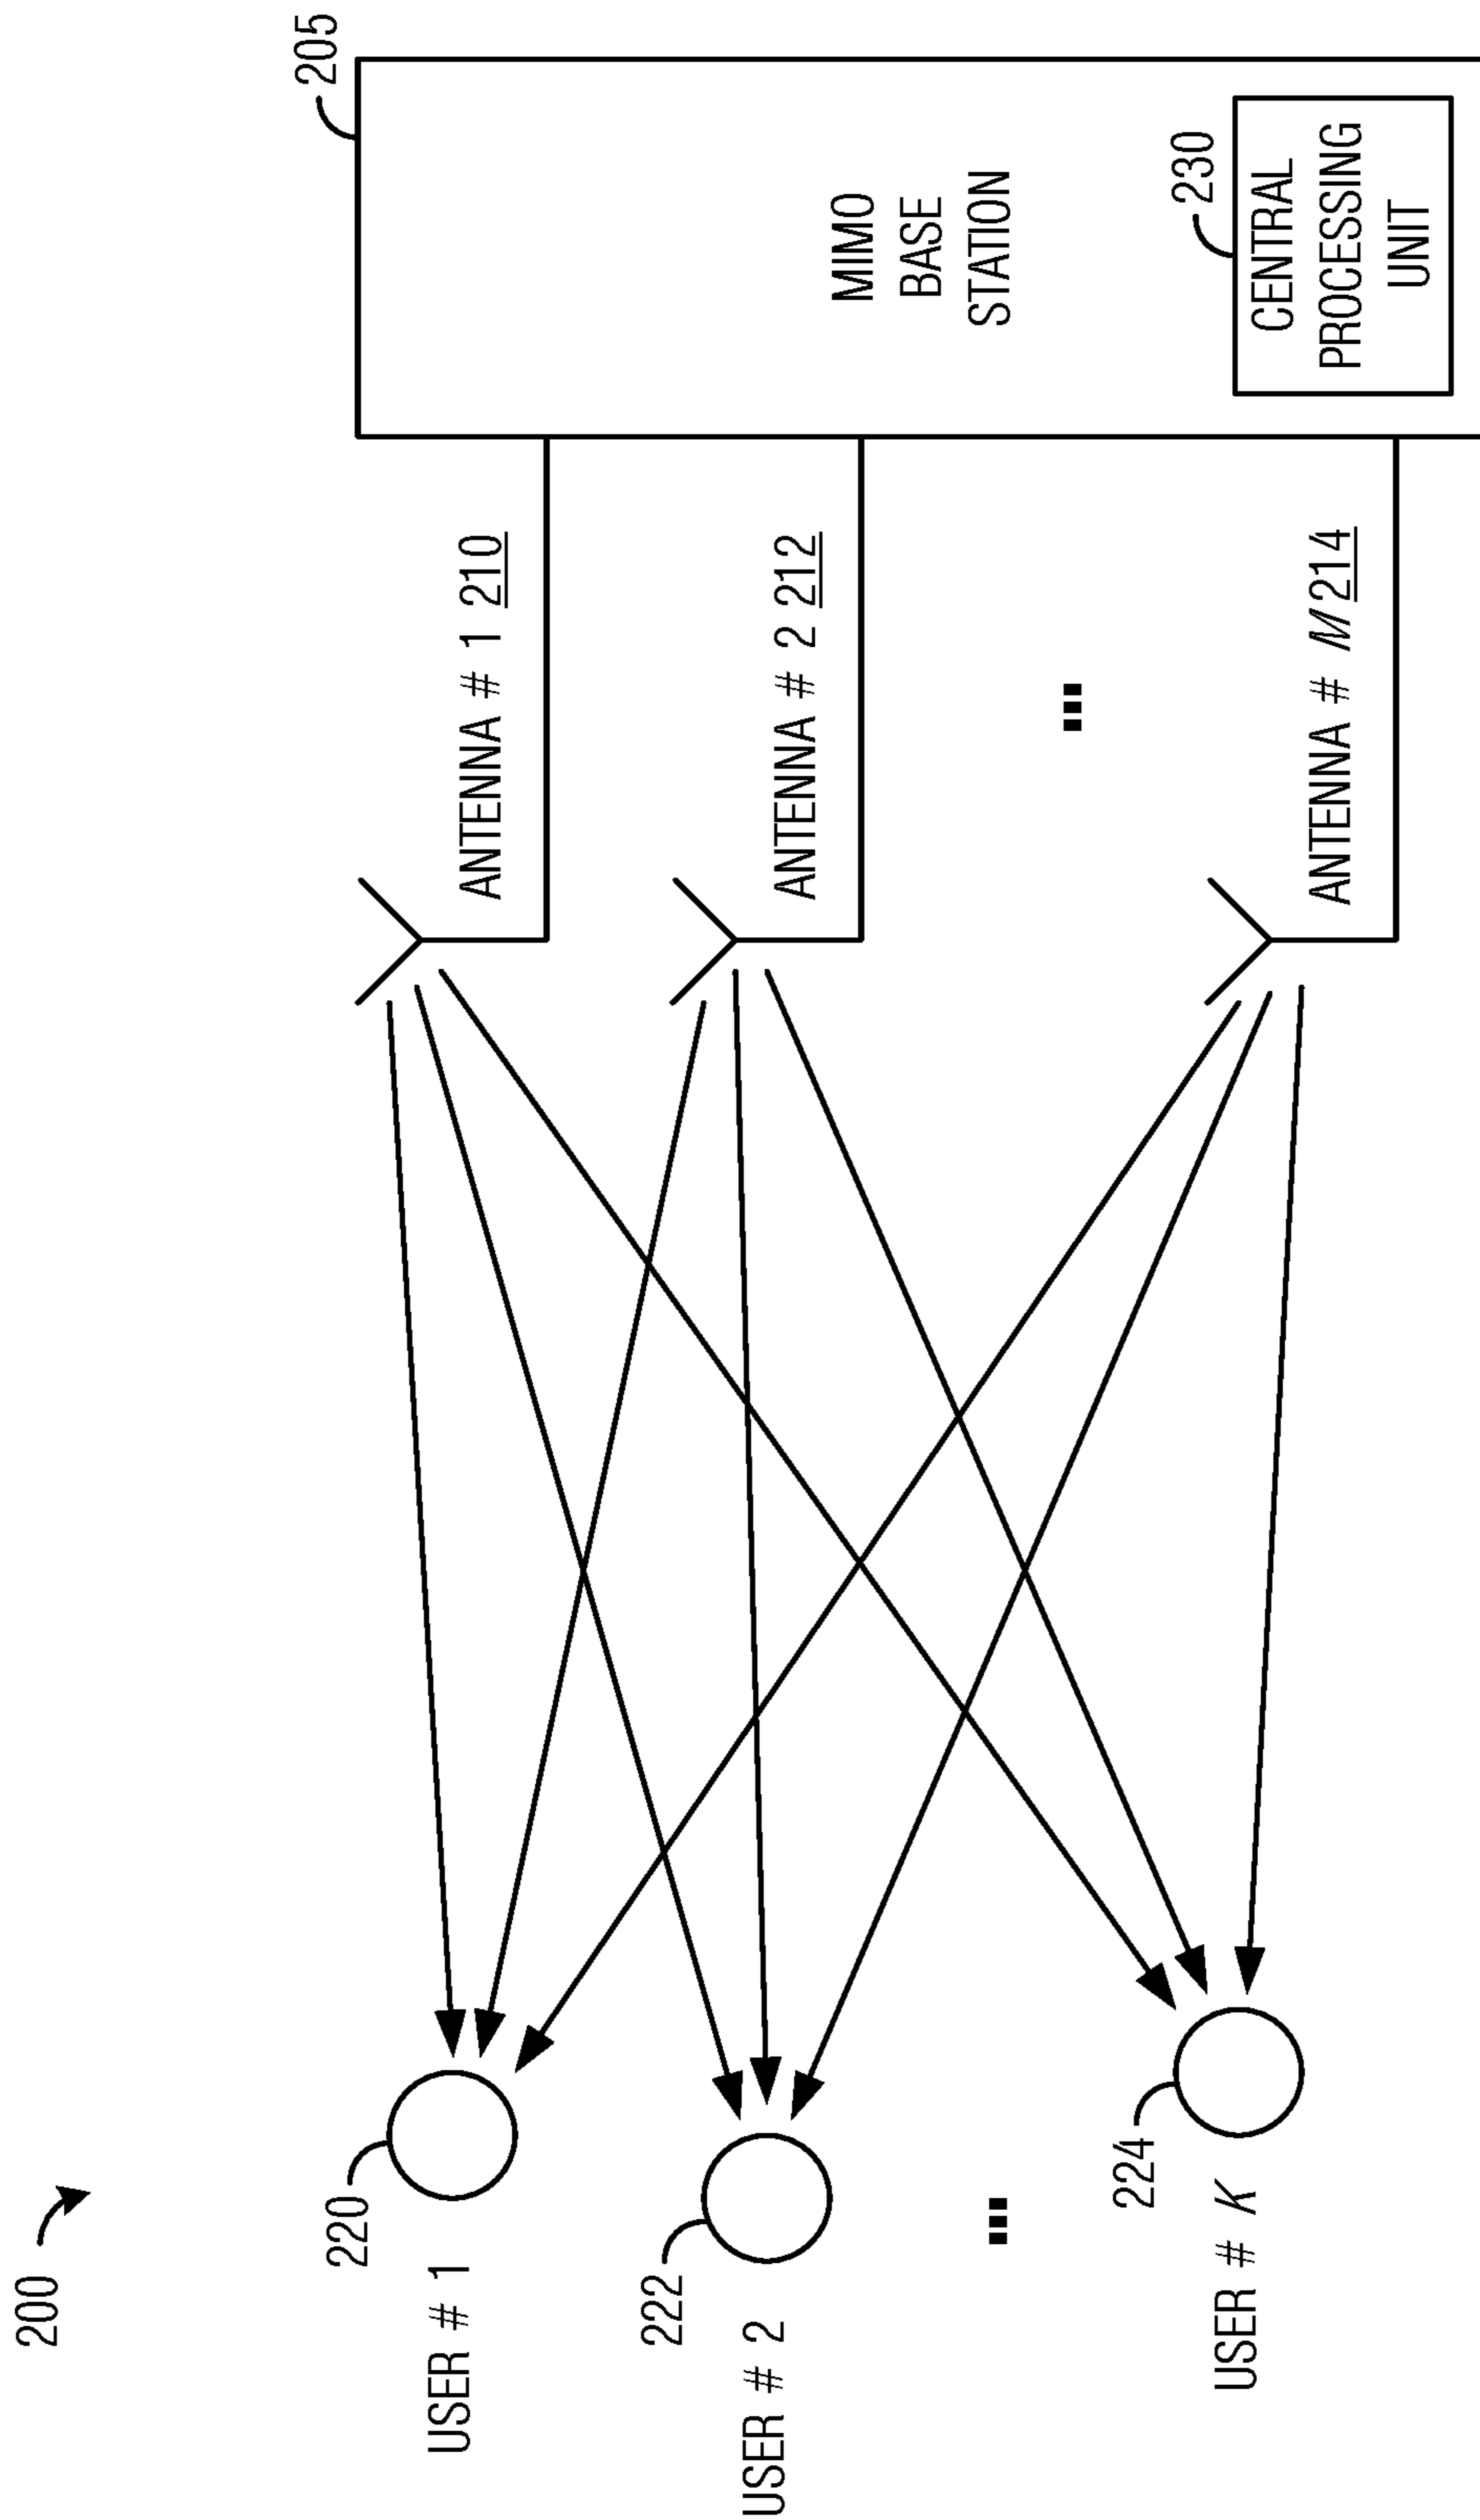 200
220
USER # 1
222
USER # 2
224
USER # K
ANTENNA # 1 210
ANTENNA # 2 212
ANTENNA # M 214
205
MIMO
BASE
STATION
230
CENTRAL
PROCESSING
UNIT